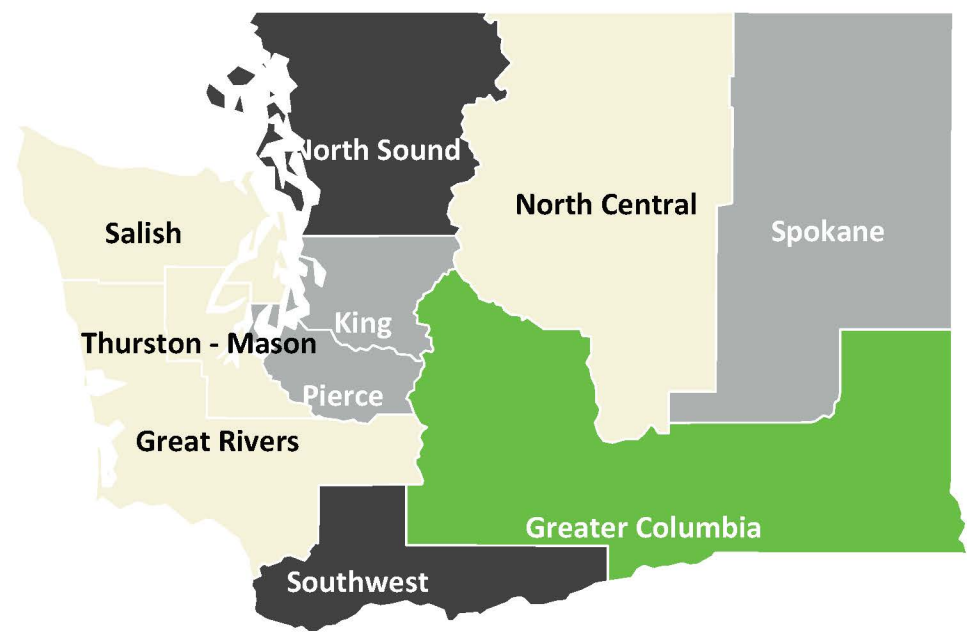 North Sound
North Central
Salish
Spokane
King
Thurston - Mason
Pierce
Great Rivers
Greater Columbia
Southwest